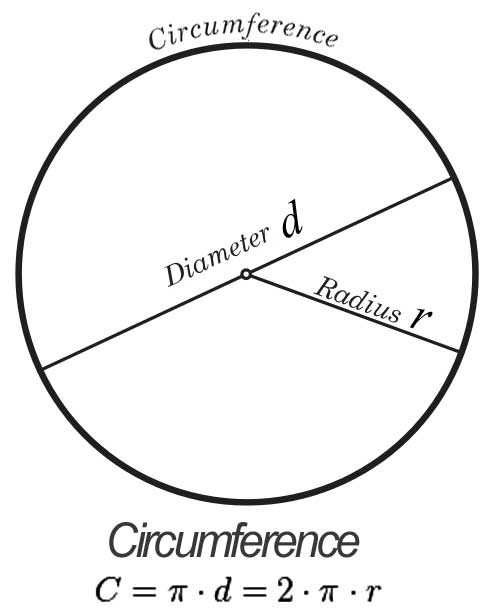 Circumference
Diameter d
Radius r
Circumference
C = π · d = 2 · π · r